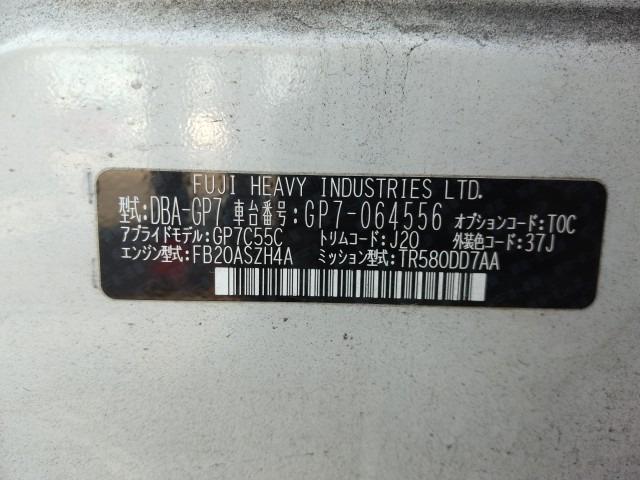 FUJI HEAVY INDUSTRIES LTD.
型式:DBA-GP7 車台番号:GP7-064556 オプションコード:TOC
アプライドモデル:GP7C55C トリムコード:J20 外装色コード:37J
エンジン型式:FB20ASZH4A ミッション型式:TR580DD7AA